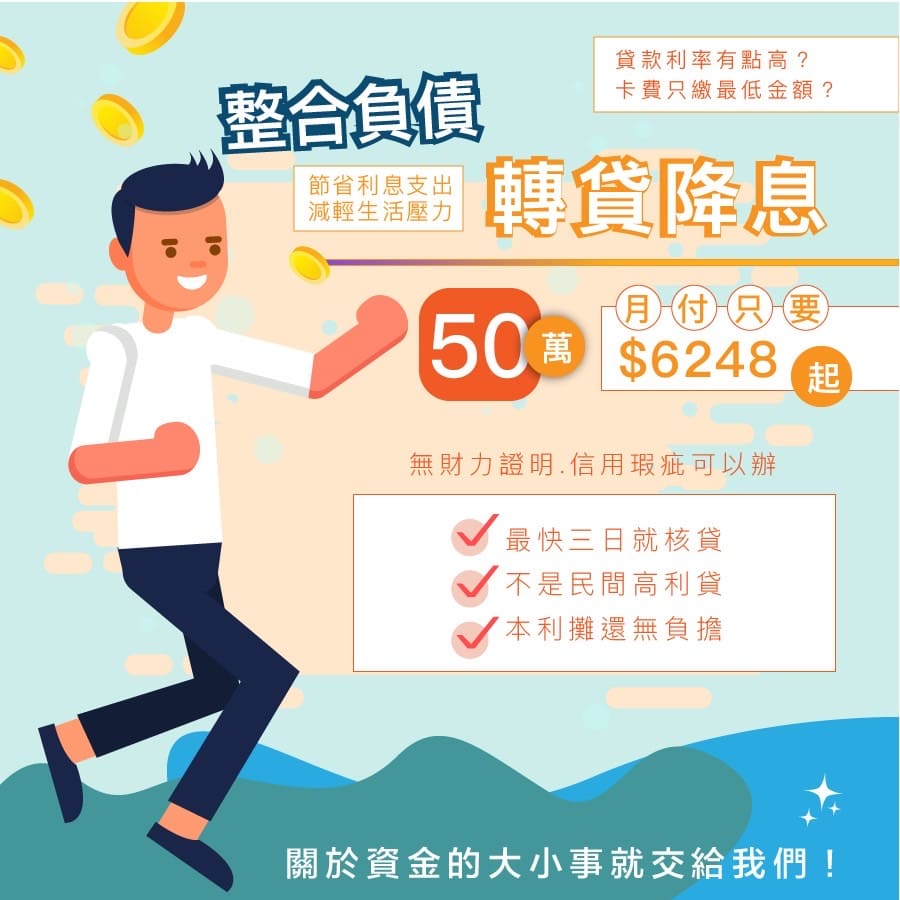 貸款利率有點高？
卡費只繳最低金額？
整合負債
節省利息支出
減輕生活壓力
轉貸降息
50萬
月付只要
$6248起
無財力證明.信用瑕疵可以辦
最快三日就核貸
不是民間高利貸
本利攤還無負擔
關於資金的大小事就交給我們！